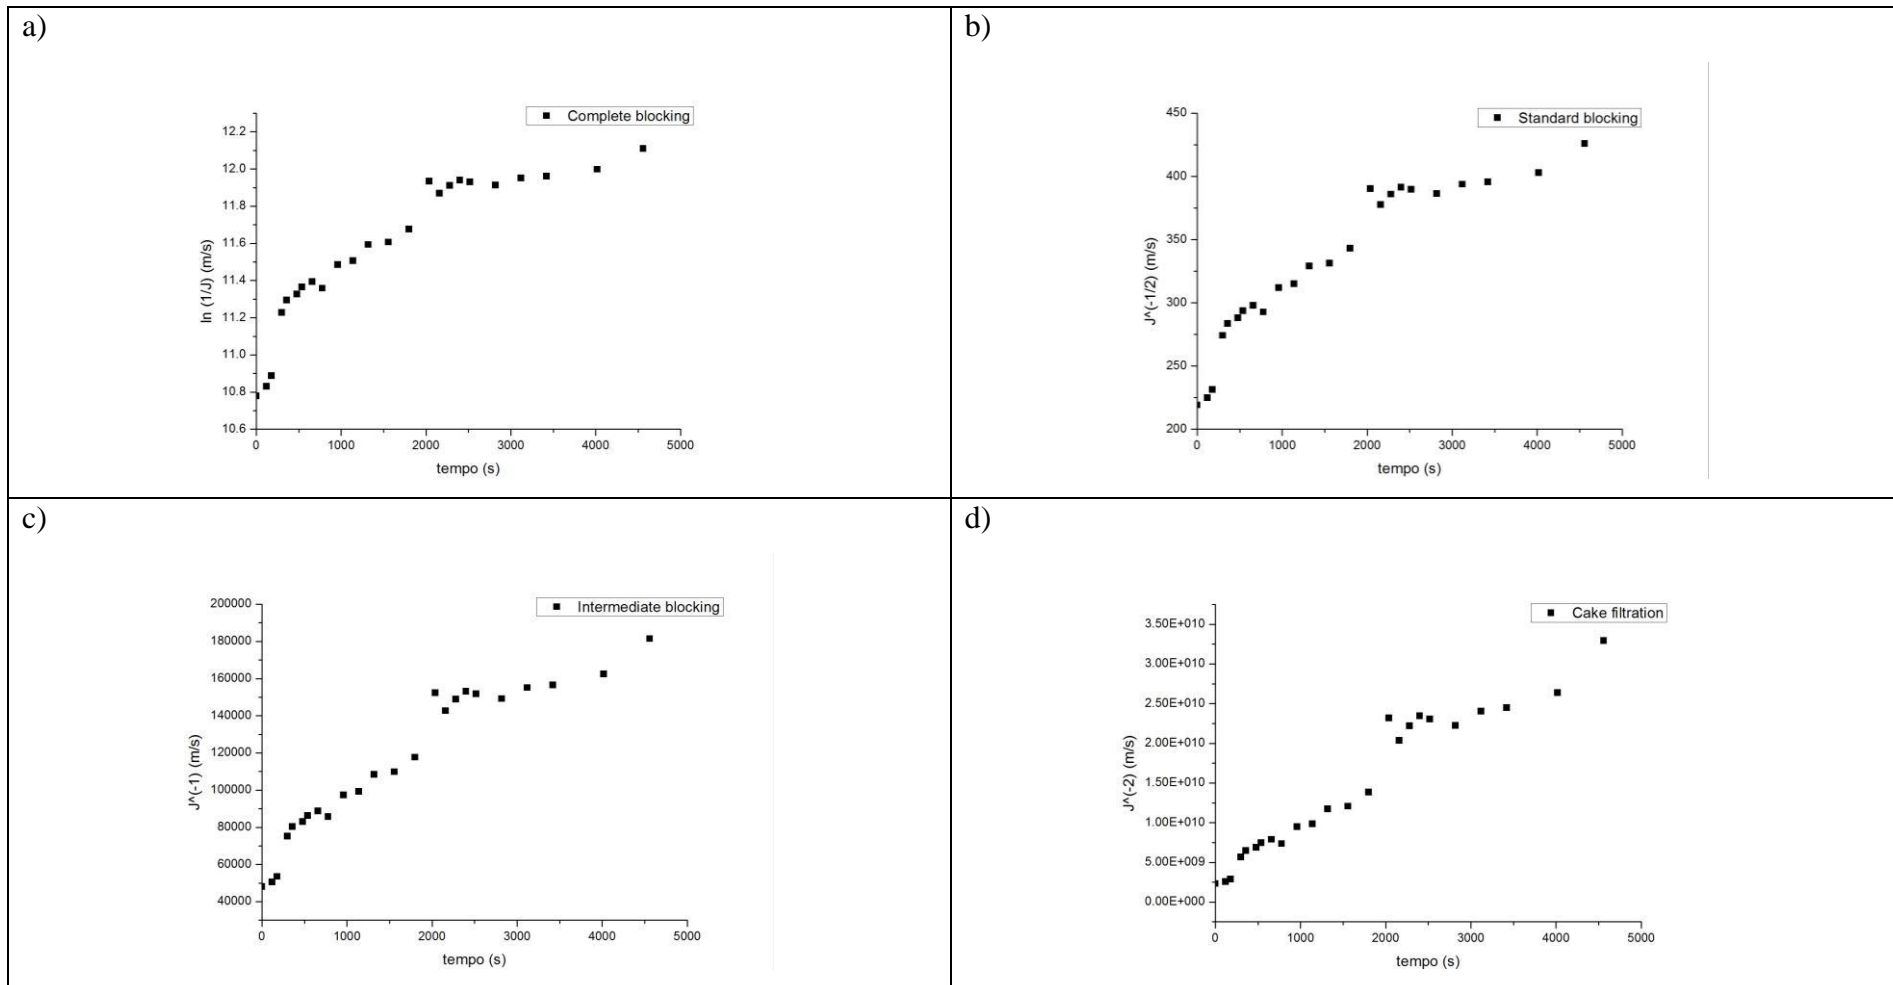 a)
Complete blocking
12.2
12.0
11.8
11.6
11.4
11.2
11.0
10.8
10.6
ln (1/J) (m/s)
0 1000 2000 3000 4000 5000
tempo (s)
b)
Standard blocking
450
400
350
300
250
200
J^(-1/2) (m/s)
0 1000 2000 3000 4000 5000
tempo (s)
c)
Intermediate blocking
200000
180000
160000
140000
120000
100000
80000
60000
40000
J^(-1) (m/s)
0 1000 2000 3000 4000 5000
tempo (s)
d)
Cake filtration
3.50E+010
3.00E+010
2.50E+010
2.00E+010
1.50E+010
1.00E+010
5.00E+009
0.00E+000
J^(-2) (m/s)
0 1000 2000 3000 4000 5000
tempo (s)